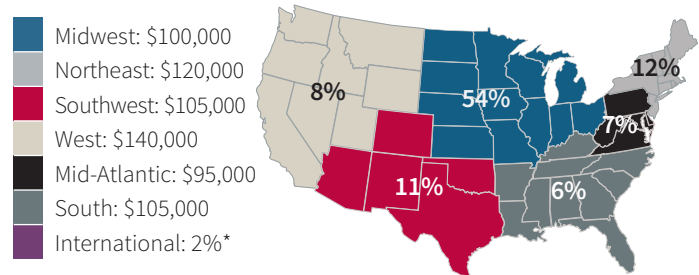 Midwest: $100,000
Northeast: $120,000
Southwest: $105,000
West: $140,000
Mid-Atlantic: $95,000
South: $105,000
International: 2%*
12%
8%
54%
7%
11%
6%